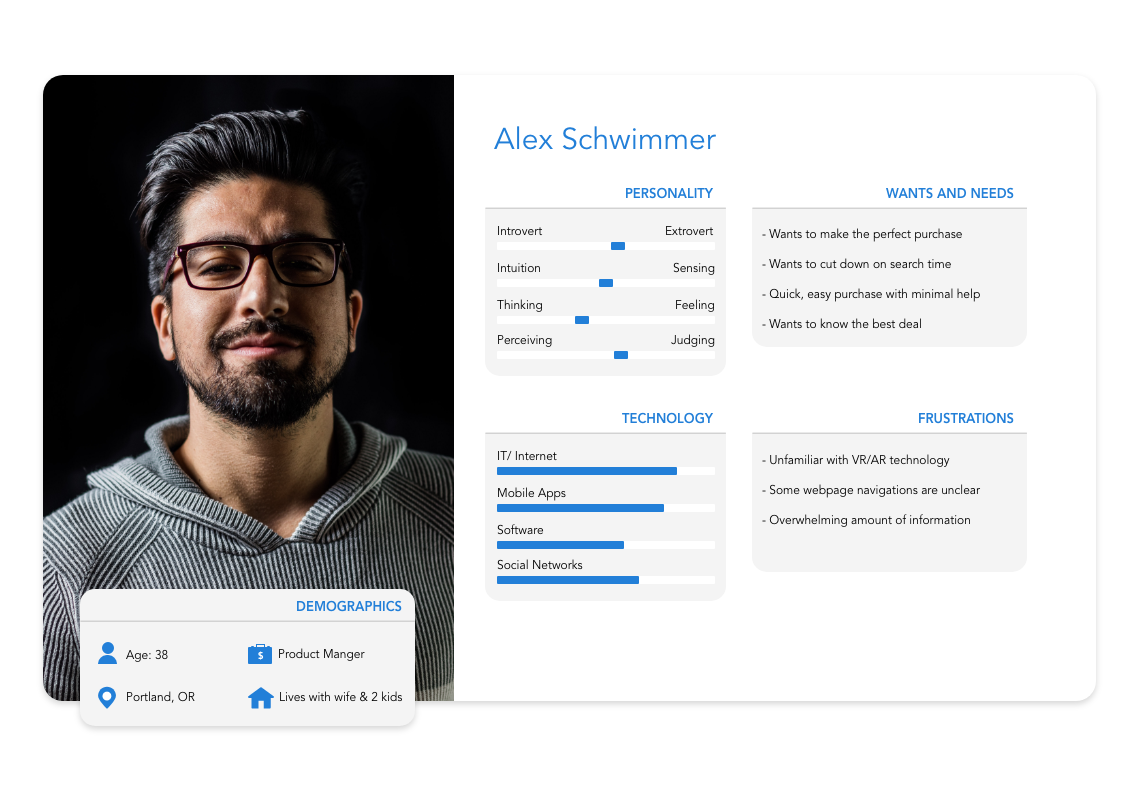 Alex Schwimmer
PERSONALITY
Introvert Extrovert
Intuition Sensing
Thinking Feeling
Perceiving Judging
WANTS AND NEEDS
- Wants to make the perfect purchase
- Wants to cut down on search time
- Quick, easy purchase with minimal help
- Wants to know the best deal
TECHNOLOGY
IT/ Internet
Mobile Apps
Software
Social Networks
FRUSTRATIONS
- Unfamiliar with VR/AR technology
- Some webpage navigations are unclear
- Overwhelming amount of information
DEMOGRAPHICS
Age: 38
$ Product Manger
Portland, OR
Lives with wife & 2 kids